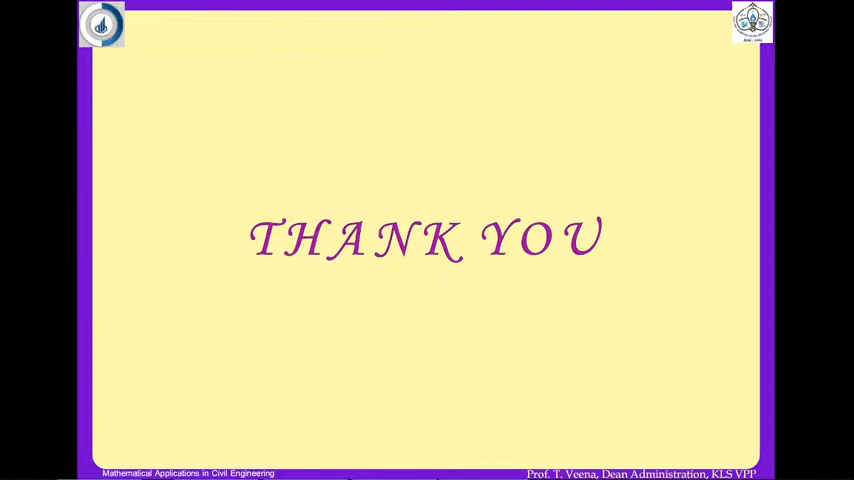 THANK YOU
Mathematical Applications in Civil Engineering
Prof. T. Veena, Dean Administration, KLS VPP